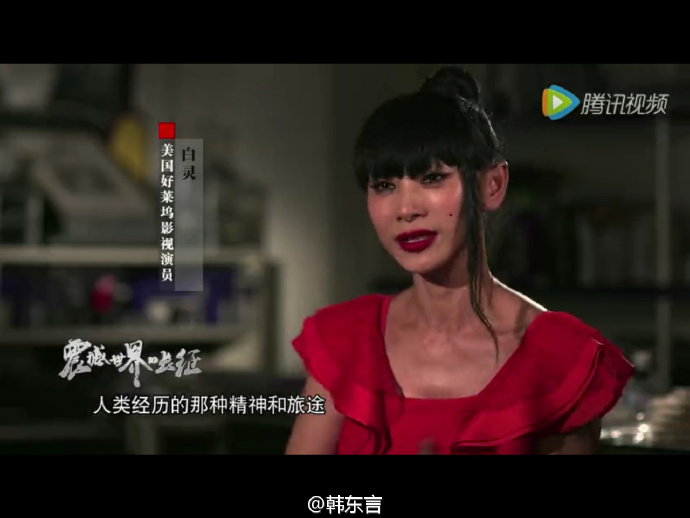 腾讯视频
白灵
美国好莱坞影视演员
震撼世界的长征
人类经历的那种精神和旅途
@韩东言